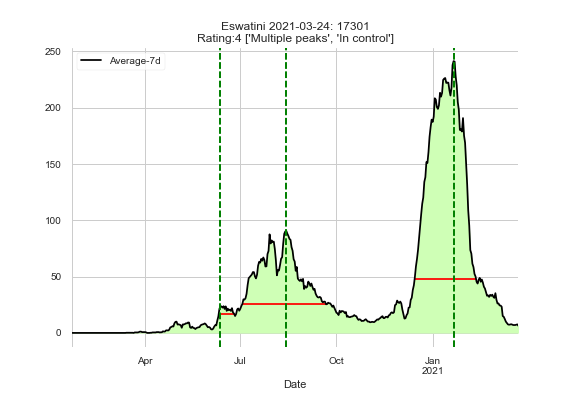 Eswatini 2021-03-24: 17301
Rating:4 ['Multiple peaks', 'In control']
Average-7d
250
200
150
100
50
0
Apr
Jul
Oct
Jan
2021
Date